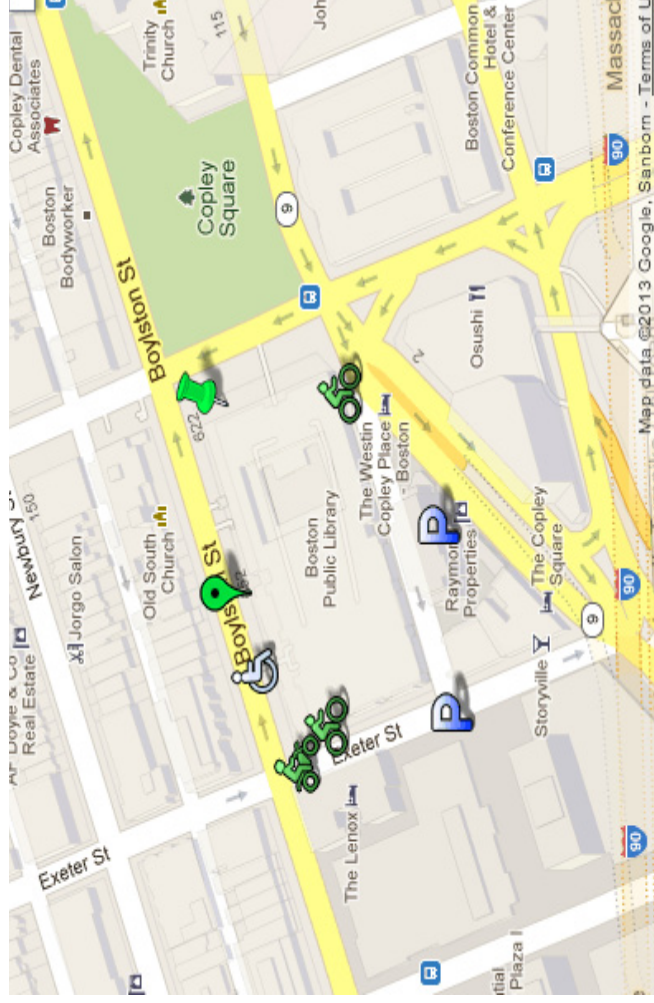 Copley Dental
Associates
Boston
Bodyworker
Trinity
Church
115
Joh
Copley
Square
9
Boylston St
622
Newbury St
150
Jorgo Salon
Old South
Church
Real Estate
Boylston St
Boston
Public Library
The Westin
Copley Place
- Boston
2
Osushi
Boston Common
Hotel &
Conference Center
Massac
90
P
Properties
The Copley
Square
Storyville
9
90
P
Exeter St
Exeter St
The Lenox
90
Plaza
Map data ©2013 Google, Sanborn - Terms of U